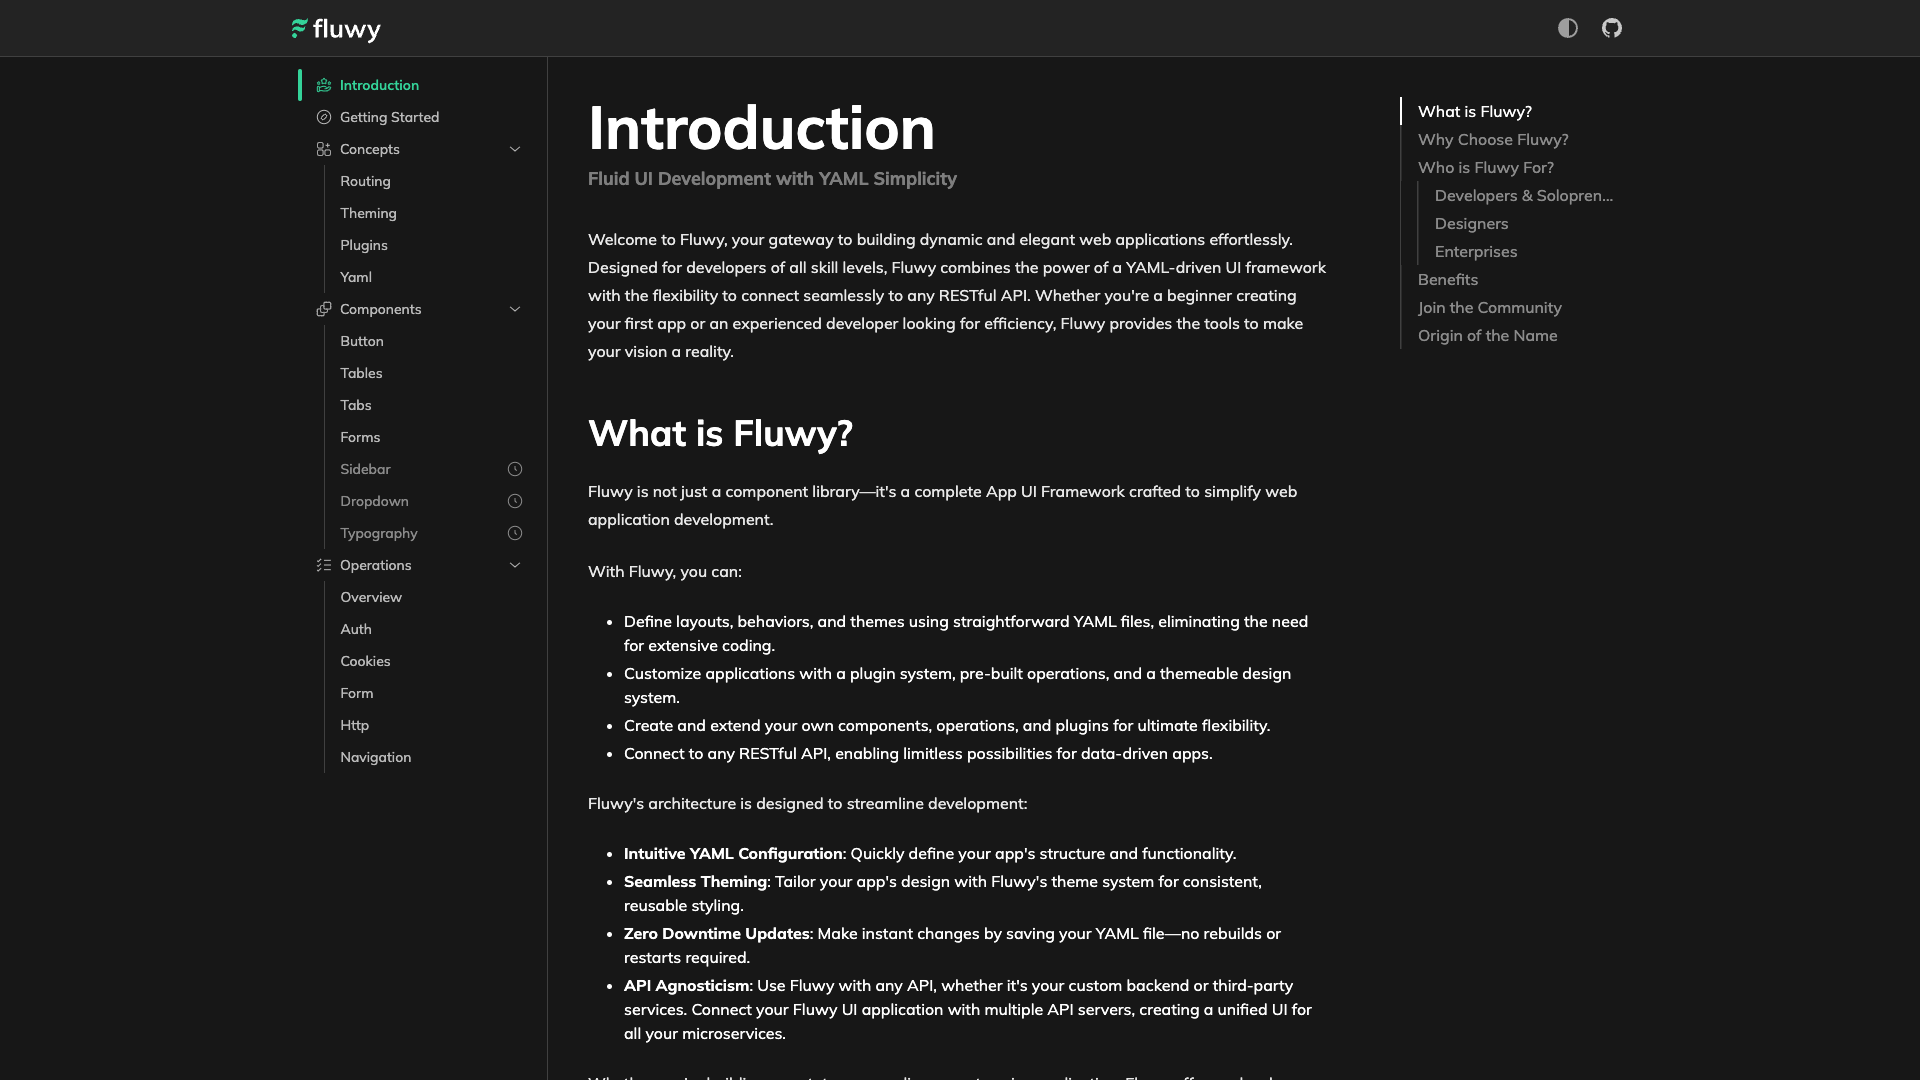 fluwy
Introduction
Getting Started
Concepts
Routing
Theming
Plugins
Yaml
Components
Button
Tables
Tabs
Forms
Sidebar
Dropdown
Typography
Operations
Overview
Auth
Cookies
Form
Http
Navigation
Introduction
Fluid UI Development with YAML Simplicity
Welcome to Fluwy, your gateway to building dynamic and elegant web applications effortlessly.
Designed for developers of all skill levels, Fluwy combines the power of a YAML-driven UI framework
with the flexibility to connect seamlessly to any RESTful API. Whether you're a beginner creating
your first app or an experienced developer looking for efficiency, Fluwy provides the tools to make
your vision a reality.
What is Fluwy?
Fluwy is not just a component library—it's a complete App UI Framework crafted to simplify web
application development.
With Fluwy, you can:
• Define layouts, behaviors, and themes using straightforward YAML files, eliminating the need
for extensive coding.
• Customize applications with a plugin system, pre-built operations, and a themeable design
system.
• Create and extend your own components, operations, and plugins for ultimate flexibility.
• Connect to any RESTful API, enabling limitless possibilities for data-driven apps.
Fluwy's architecture is designed to streamline development:
• Intuitive YAML Configuration: Quickly define your app's structure and functionality.
• Seamless Theming: Tailor your app's design with Fluwy's theme system for consistent,
reusable styling.
• Zero Downtime Updates: Make instant changes by saving your YAML file—no rebuilds or
restarts required.
• API Agnosticism: Use Fluwy with any API, whether it's your custom backend or third-party
services. Connect your Fluwy UI application with multiple API servers, creating a unified UI for
all your microservices.
What is Fluwy?
Why Choose Fluwy?
Who is Fluwy For?
Developers & Solopren...
Designers
Enterprises
Benefits
Join the Community
Origin of the Name